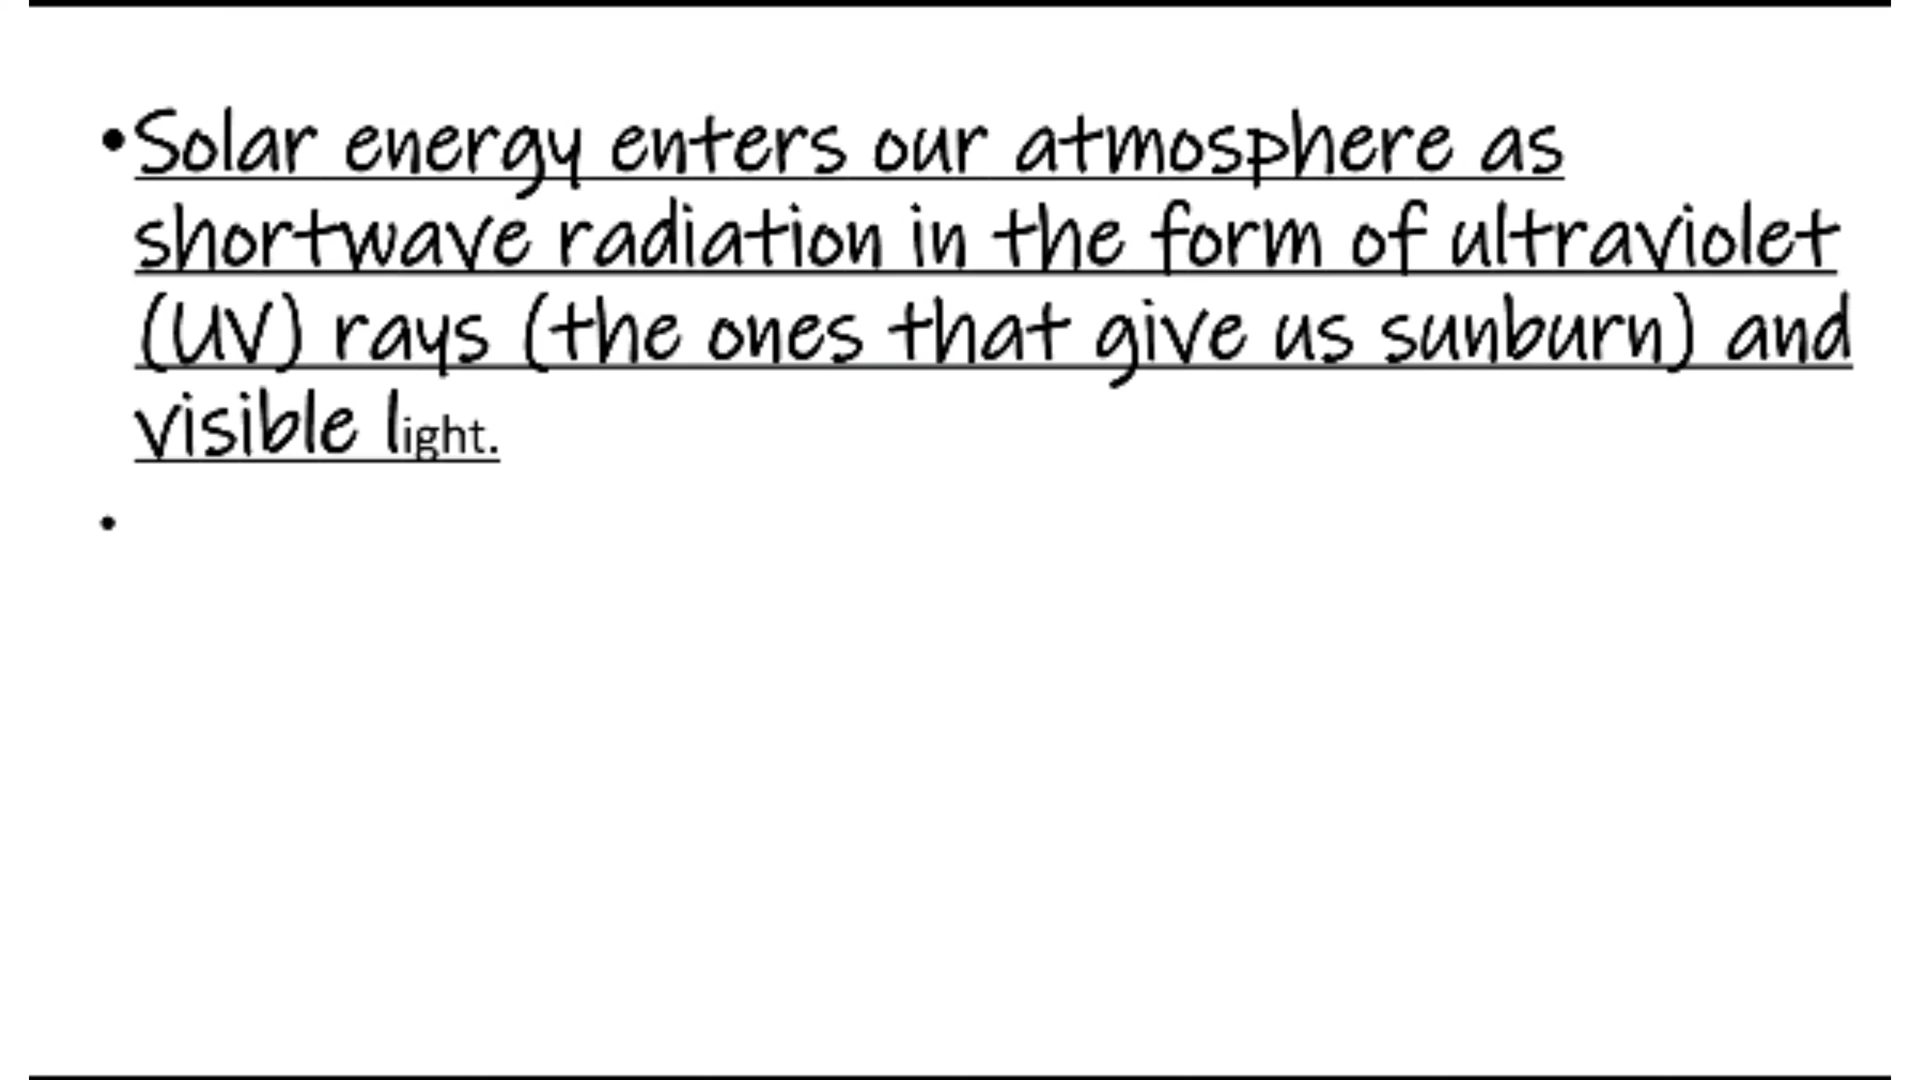 •Solar energy enters our atmosphere as
shortwave radiation in the form of ultraviolet
(UV) rays (the ones that give us sunburn) and
visible light.
•